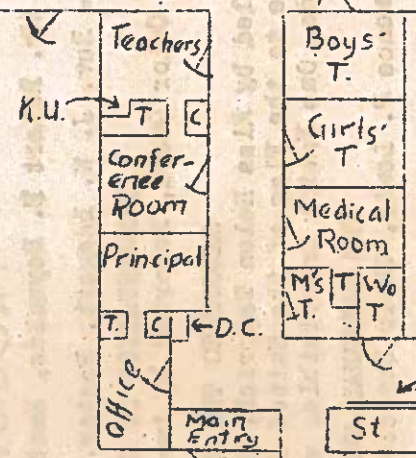 Teachers
K.U.
T
C
Confer-
ence
Room
Principal
T.
C
D.C.
Office
Main
Entry
Boys'
T.
Girls'
T
Medical
Room
M's
T.
T
Wo
T
St